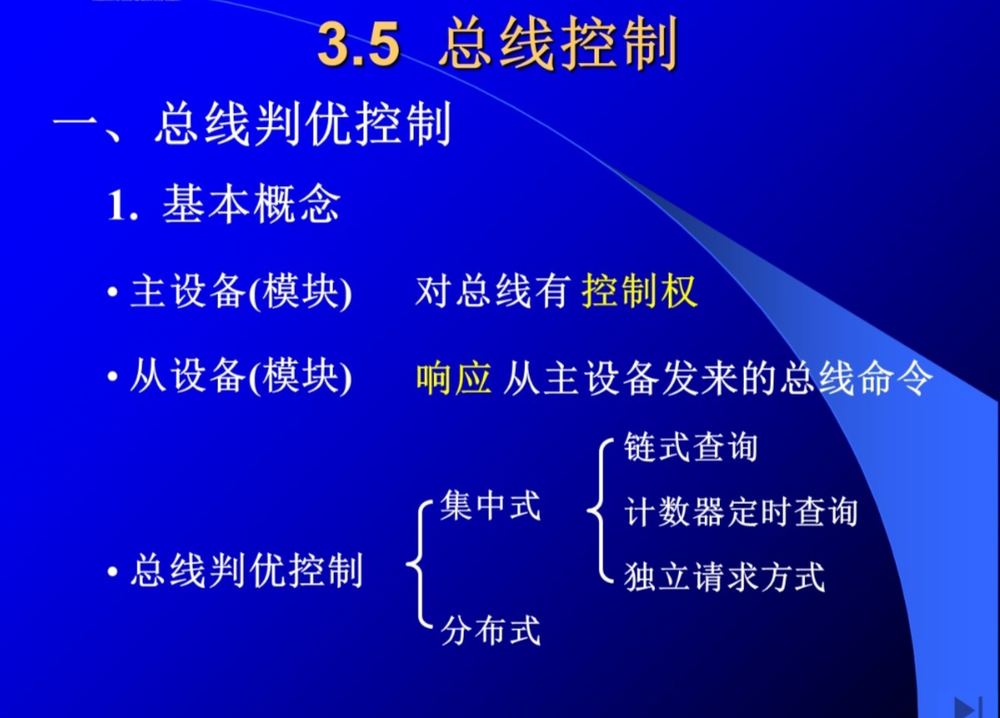 3.5 总线控制
一、总线判优控制
1. 基本概念
• 主设备(模块) 对总线有 控制权
• 从设备(模块) 响应 从主设备发来的总线命令
链式查询
集中式
计数器定时查询
• 总线判优控制
独立请求方式
分布式